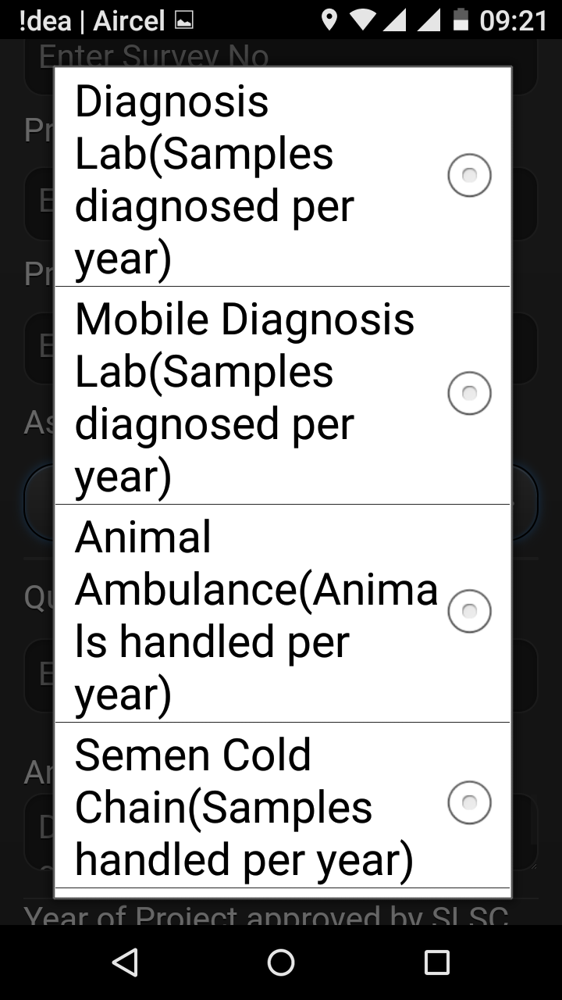 !dea | Aircel 09:21
Enter Survey No
Diagnosis
Lab(Samples
diagnosed per
year)
Mobile Diagnosis
Lab(Samples
diagnosed per
year)
Animal
Ambulance(Anima
ls handled per
year)
Semen Cold
Chain(Samples
handled per year)
Year of Project approved by SLSC